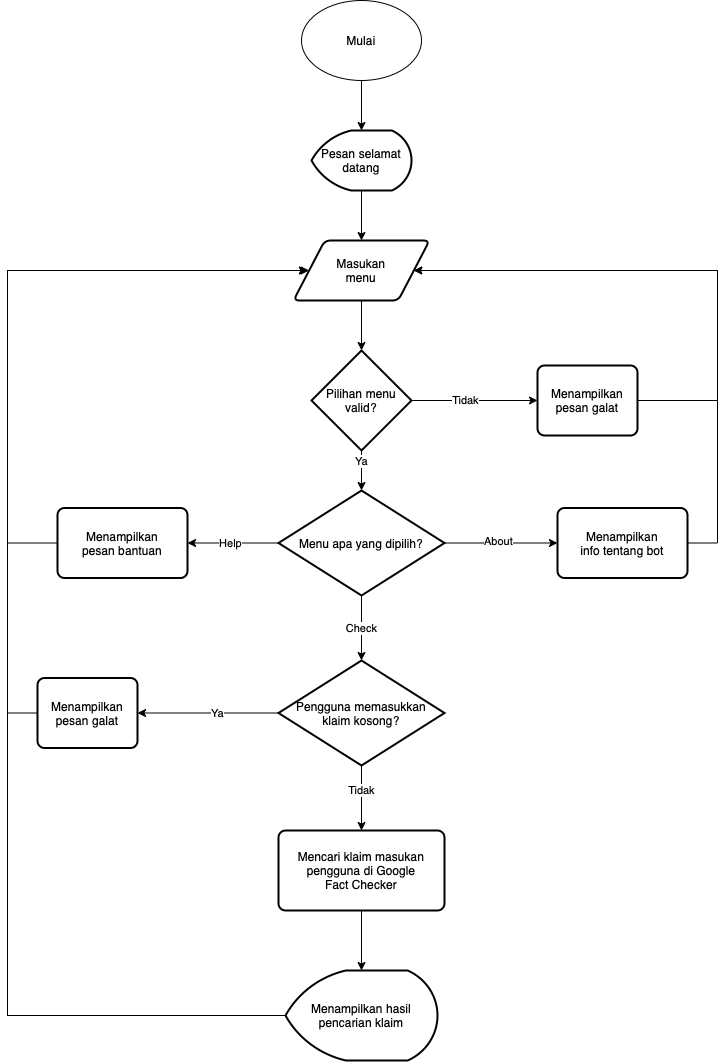 Mulai
Pesan selamat
datang
Masukan
menu
Pilihan menu
valid?
Tidak
Menampilkan
pesan galat
Ya
Menampilkan
pesan bantuan
Help
Menu apa yang dipilih?
About
Menampilkan
info tentang bot
Check
Menampilkan
pesan galat
Ya
Pengguna memasukkan
klaim kosong?
Tidak
Mencari klaim masukan
pengguna di Google
Fact Checker
Menampilkan hasil
pencarian klaim